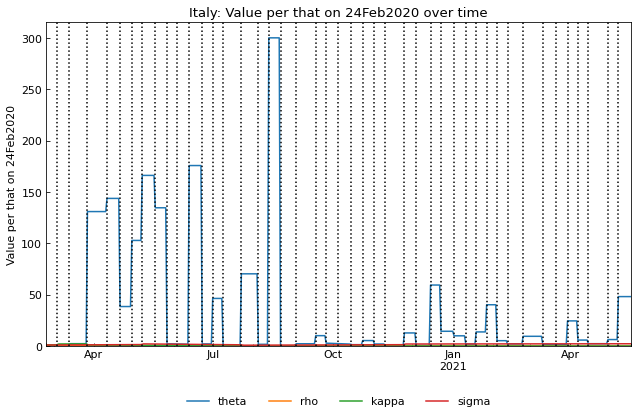 Italy: Value per that on 24Feb2020 over time
Value per that on 24Feb2020
300
250
200
150
100
50
0
Apr Jul Oct Jan Apr
2021
theta rho kappa sigma